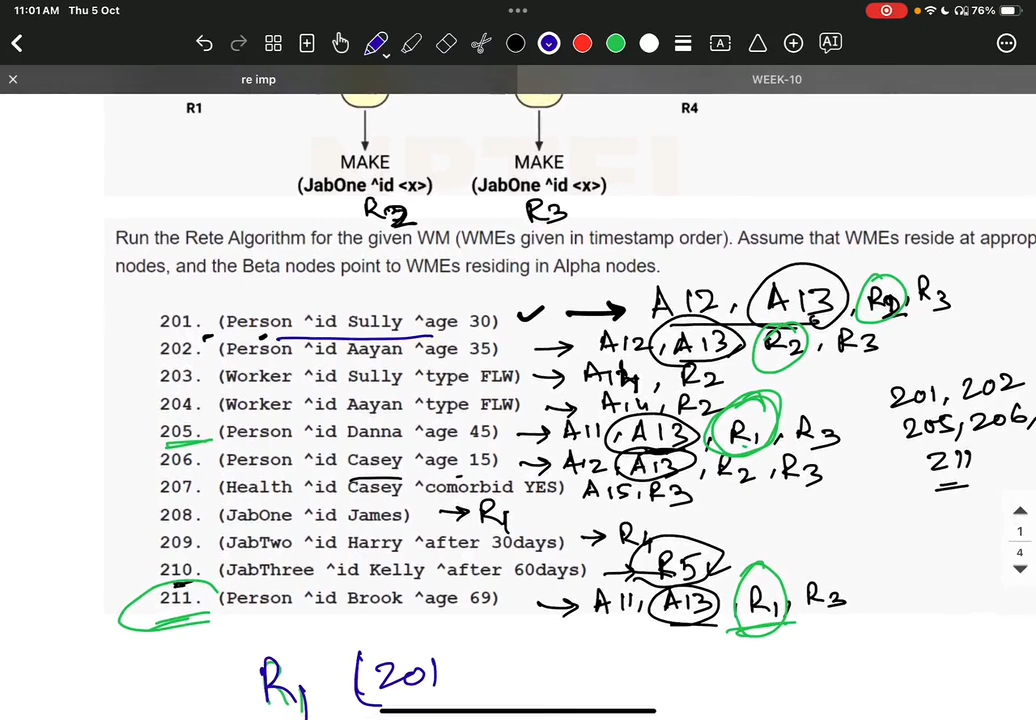 11:01 AM Thu 5 Oct
76%
A
AI
re imp
WEEK-10
R1
R4
MAKE
MAKE
(JabOne ^id <x>)
(JabOne ^id <x>)
R2
R3
Run the Rete Algorithm for the given WM (WMEs given in timestamp order). Assume that WMEs reside at approp
nodes, and the Beta nodes point to WMEs residing in Alpha nodes.
201. (Person ^id Sully ^age 30) A12, A13, R3
202. (Person ^id Aayan ^age 35) A12, A13, R2, R3
203. (Worker ^id Sully ^type FLW) A14, R2
204. (Worker ^id Aayan ^type FLW) A14, R2
201, 202
205. (Person ^id Danna ^age 45) A11, A13, R1, R3
205, 206,
206. (Person ^id Casey ^age 15) A12, A13, R2, R3
211
207. (Health ^id Casey ^comorbid YES) A15, R3
208. (JabOne ^id James) R4
209. (JabTwo ^id Harry ^after 30days) R4
210. (JabThree ^id Kelly ^after 60days) R5
211. (Person ^id Brook ^age 69) A11, A13, R1, R3
1
4
R1 (201